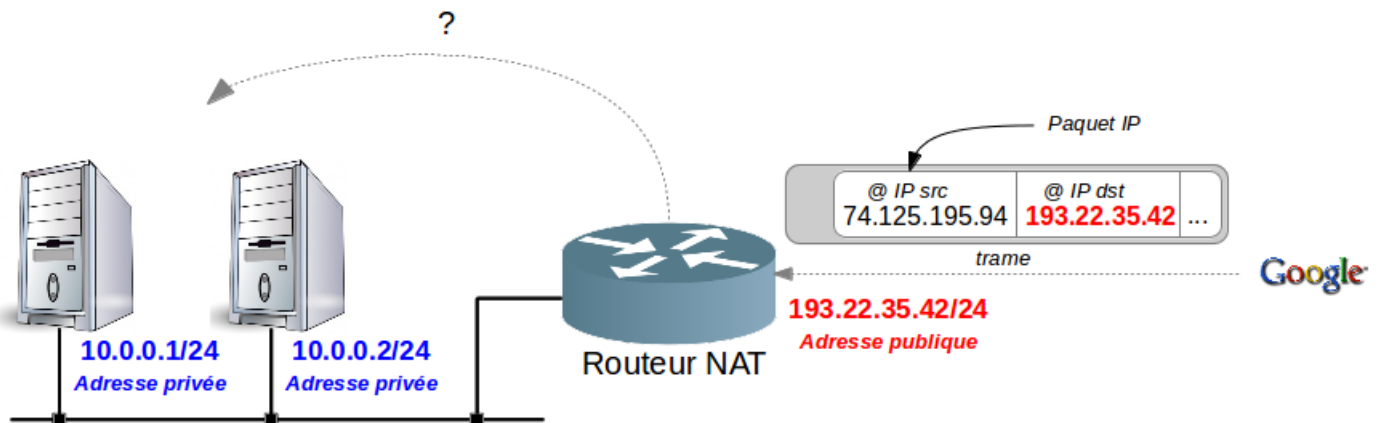 ?
Paquet IP
@ IP src
@ IP dst
74.125.195.94
193.22.35.42
...
trame
Google
193.22.35.42/24
Adresse publique
Routeur NAT
10.0.0.1/24
10.0.0.2/24
Adresse privée
Adresse privée